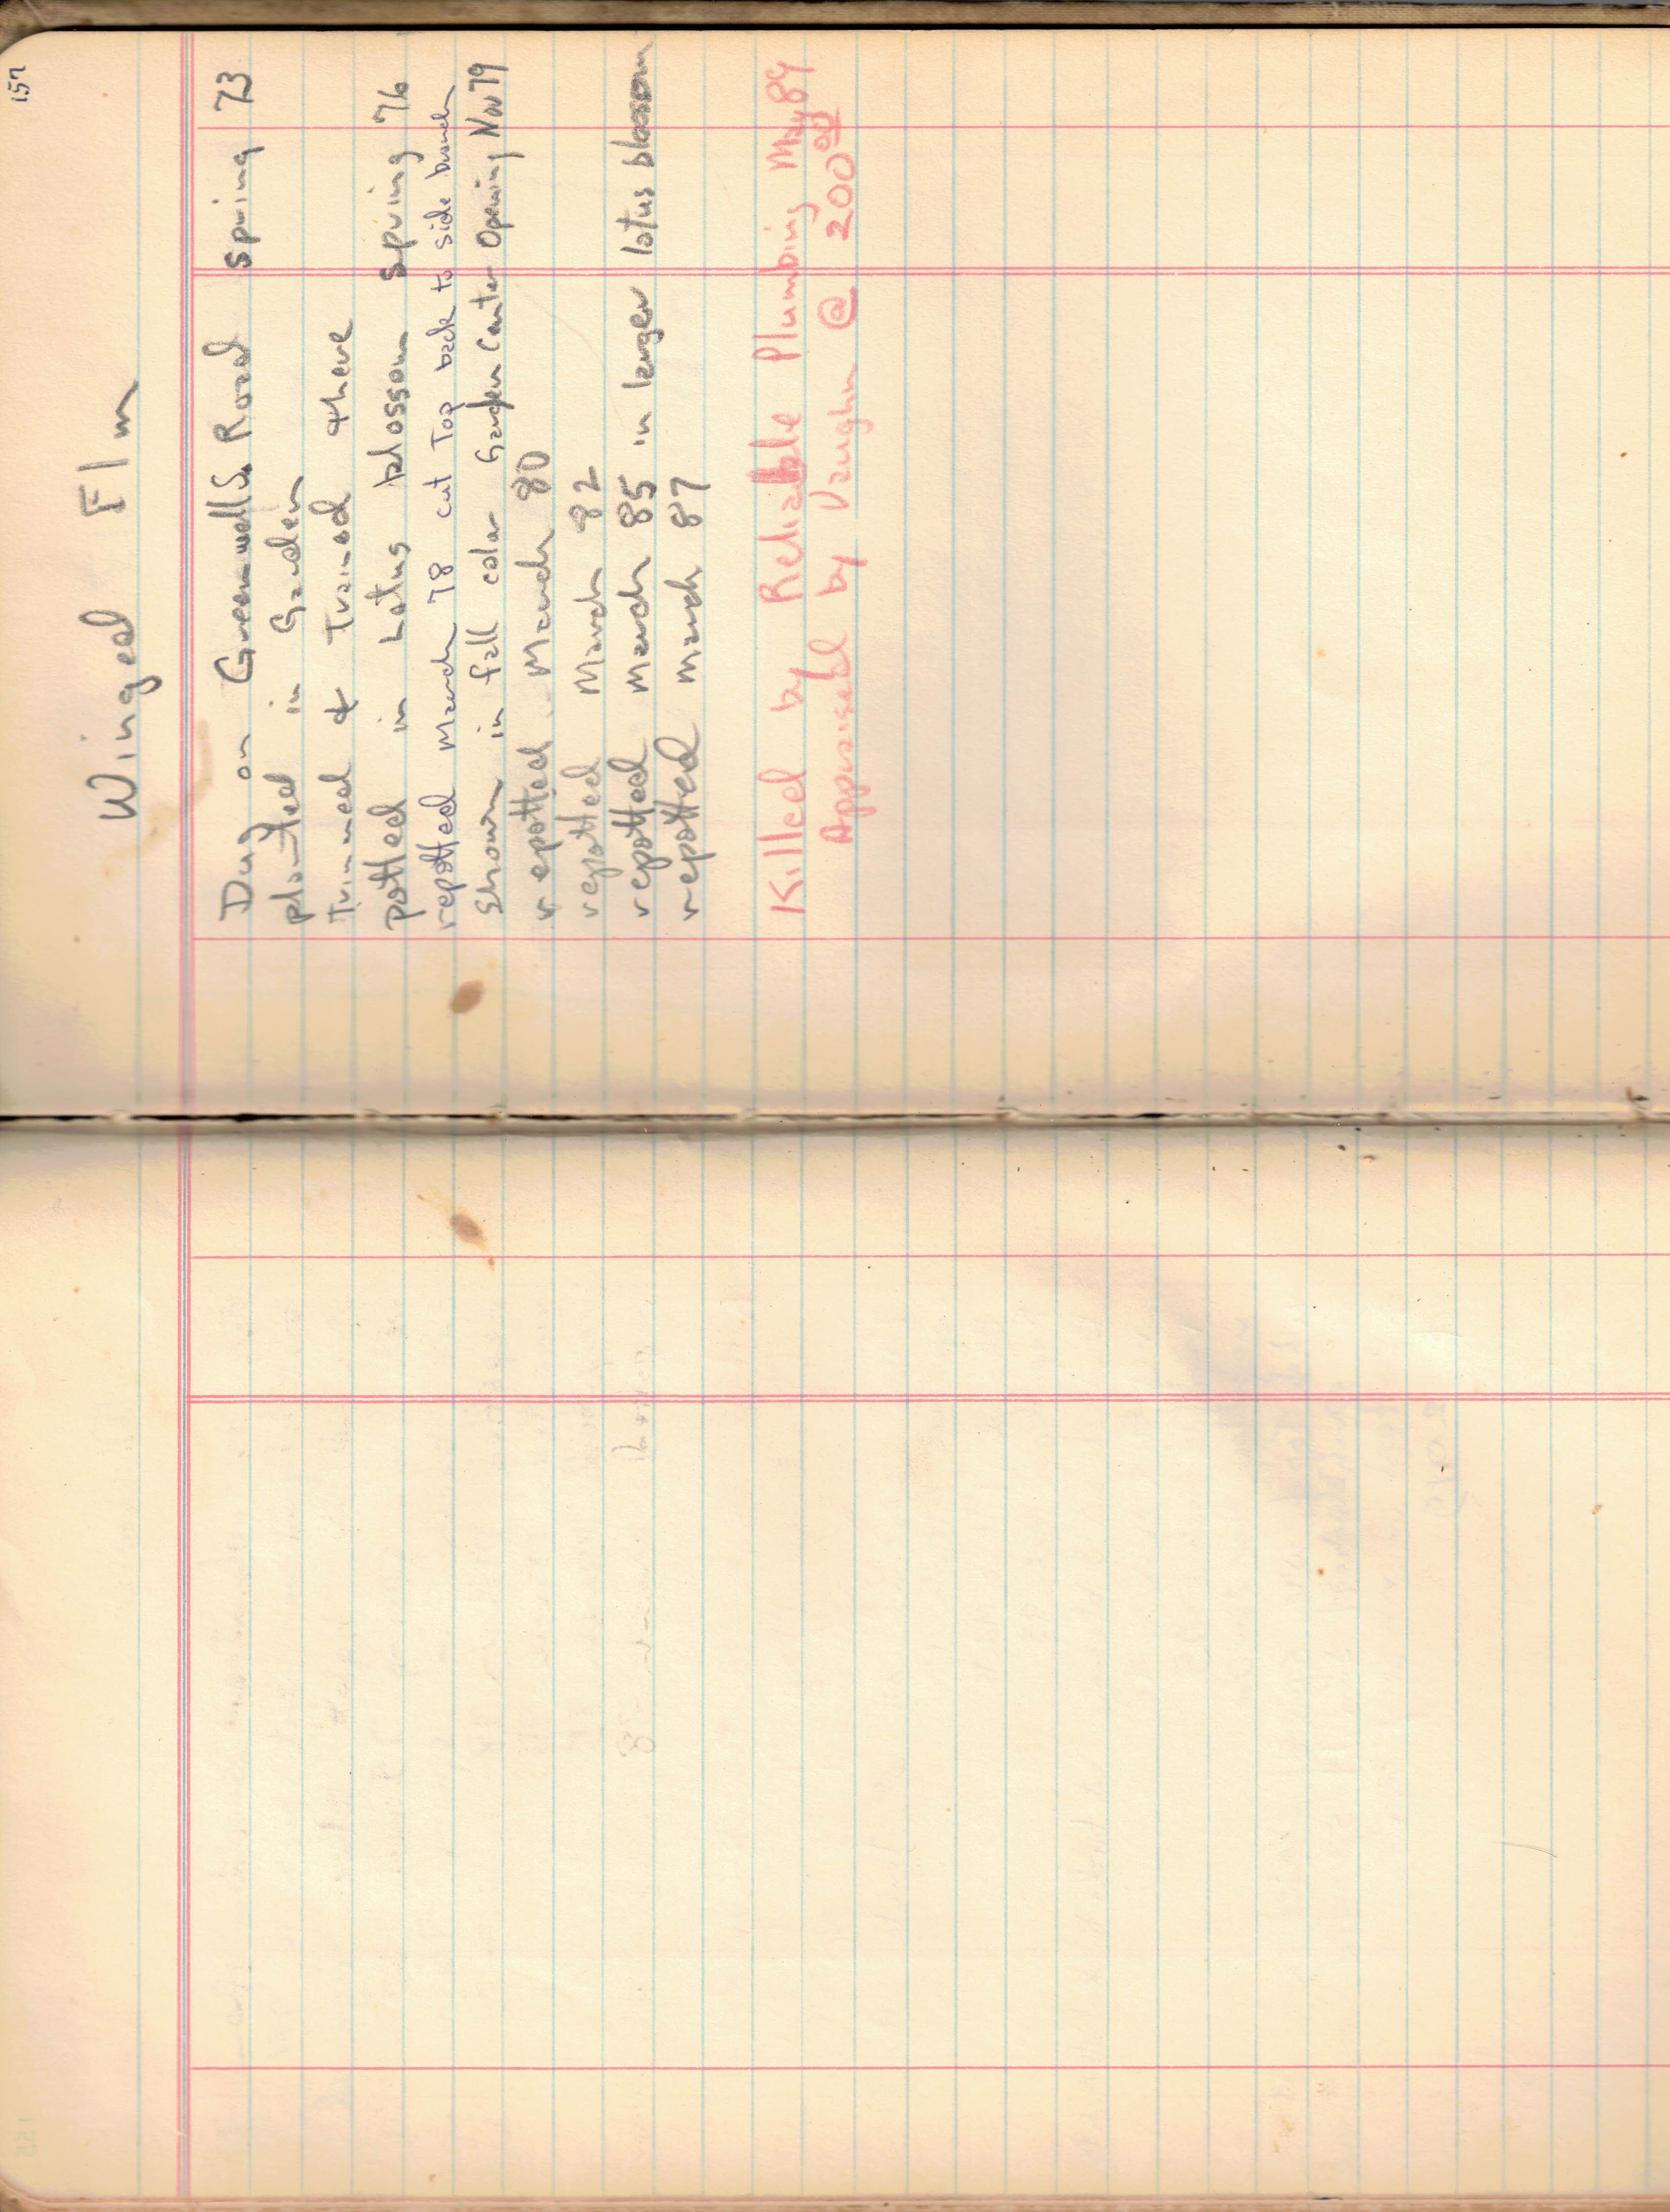 157
Winged Elm
Dug on Greenwell S. Road spring 73
planted in Garden
Trimmed & Trained there
potted in Lotus blossom spring 76
repotted March 78 cut Top back to side branch
Shown in fall color Garden Center Opening Nov 79
repotted March 80
repotted March 82
repotted March 85 in larger lotus blossom
repotted March 87
Killed by Reliable Plumbing May 89
Appraised by Vaughn @ 200 00